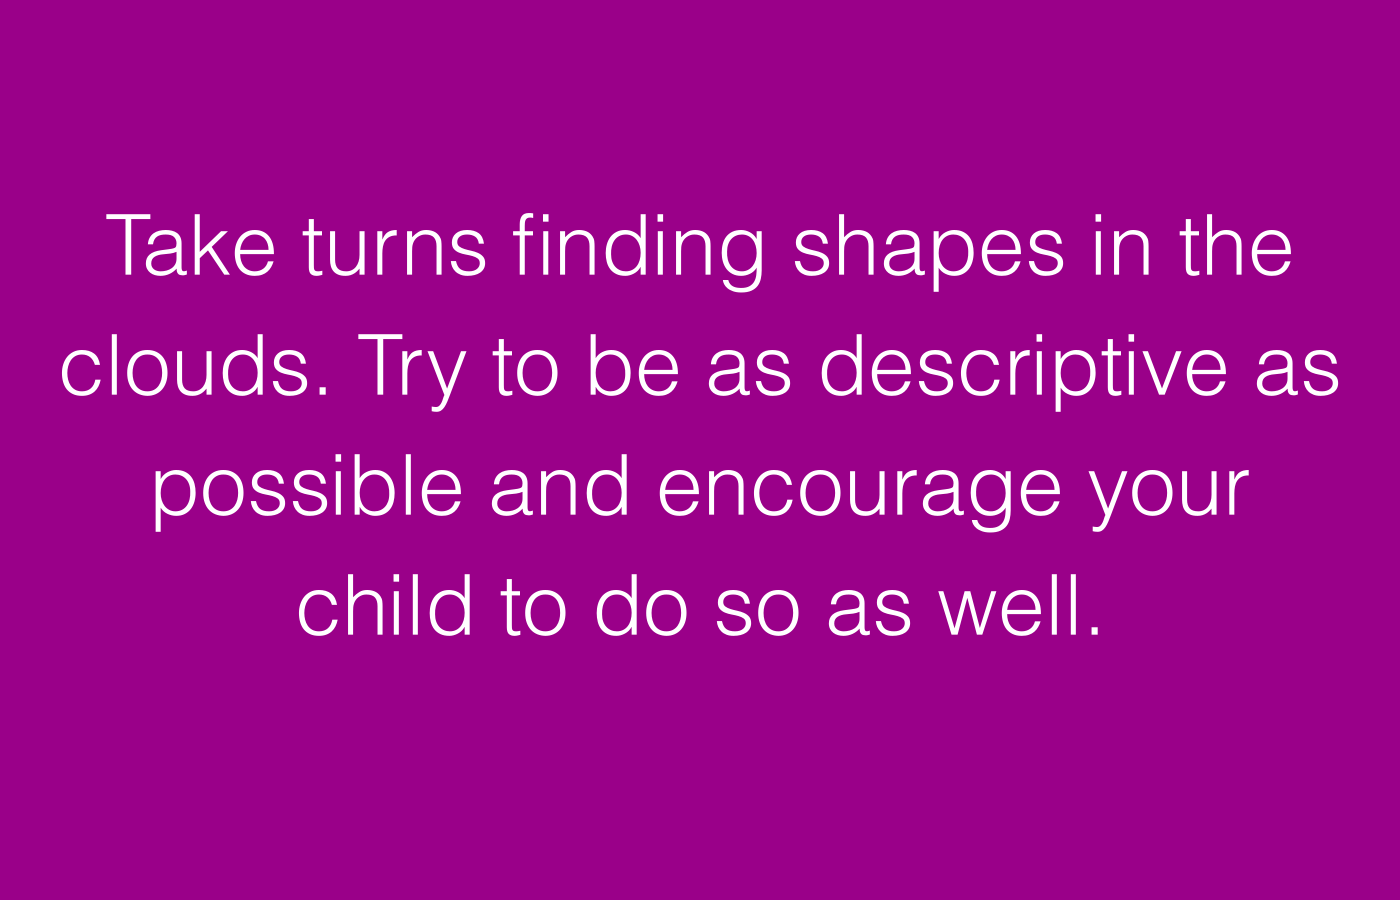 Take turns finding shapes in the
clouds. Try to be as descriptive as
possible and encourage your
child to do so as well.